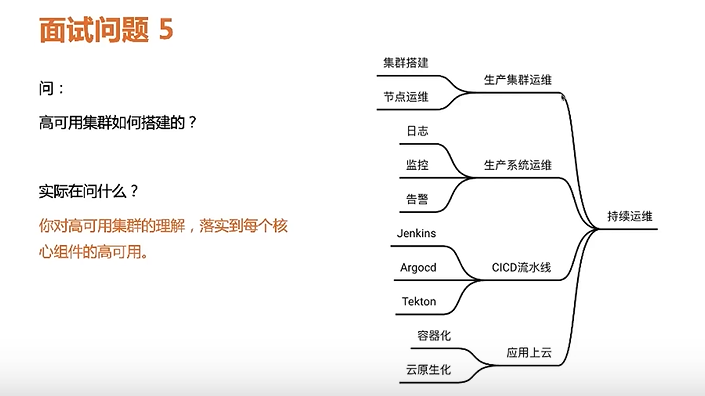 面试问题 5
问：
高可用集群如何搭建的？
实际在问什么？
你对高可用集群的理解，落实到每个核
心组件的高可用。
集群搭建
节点运维
生产集群运维
日志
监控
告警
生产系统运维
Jenkins
Argocd
Tekton
CICD流水线
容器化
云原生化
应用上云
持续运维